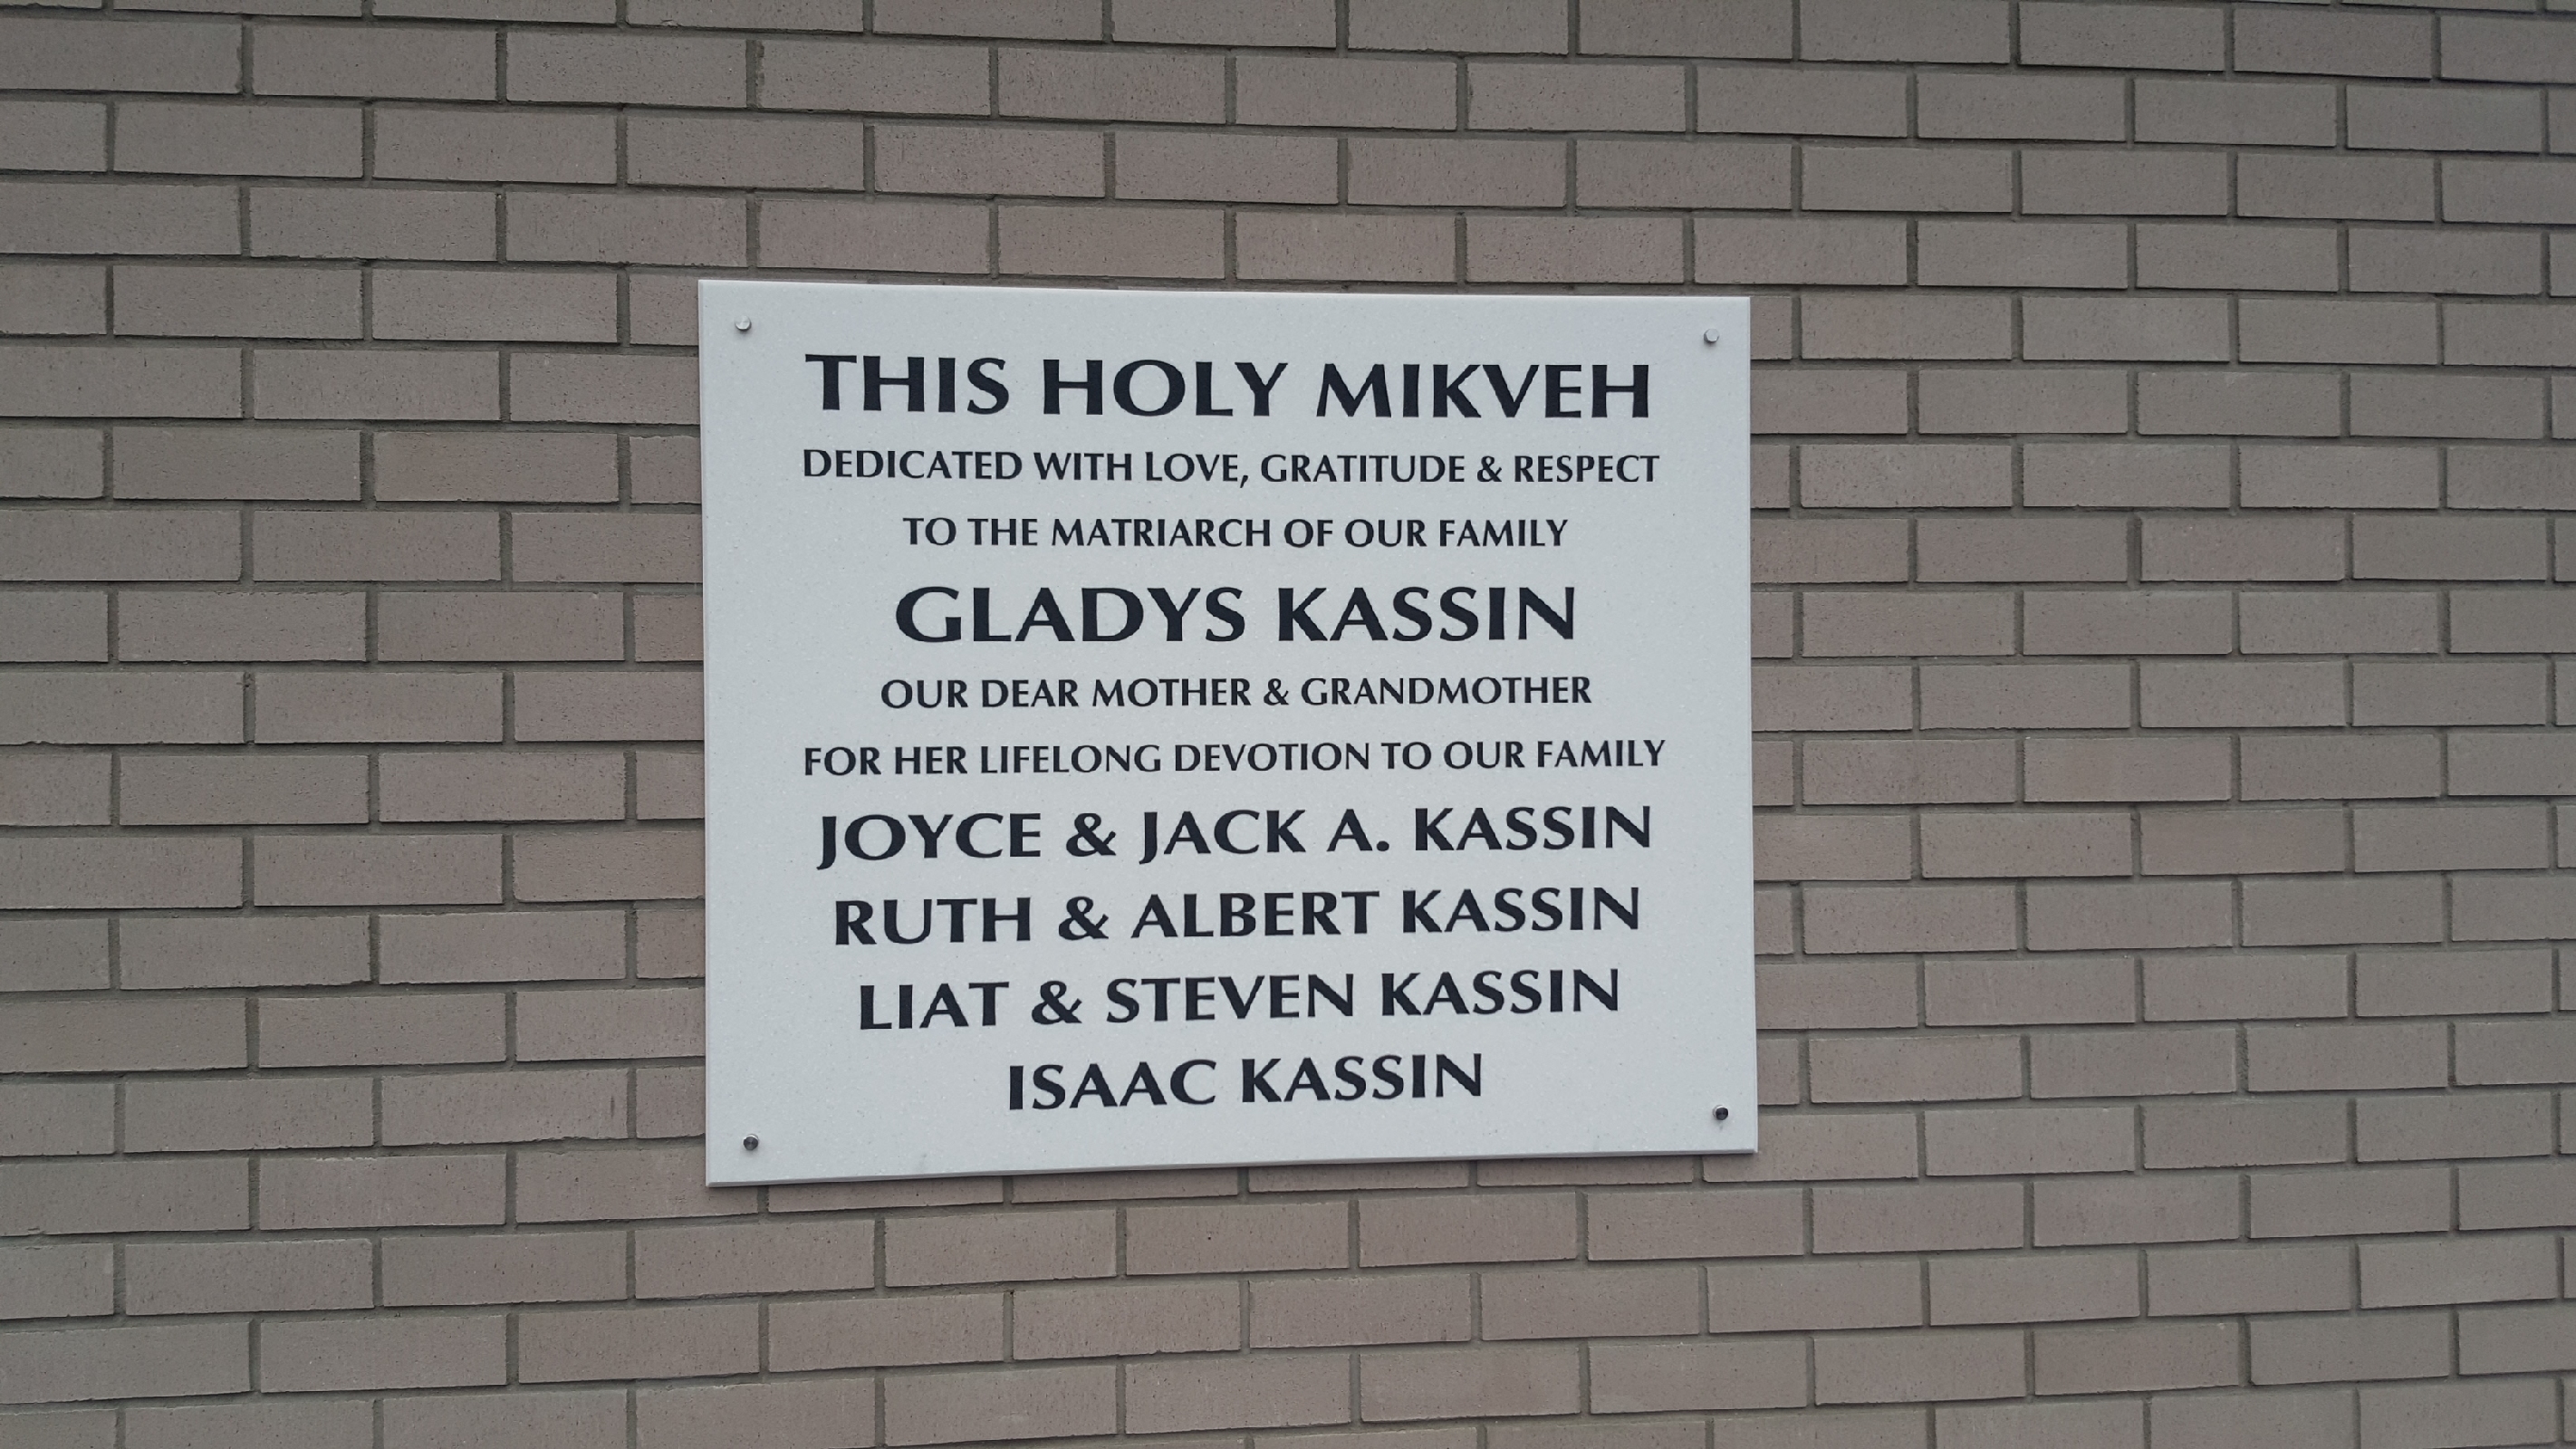 THIS HOLY MIKVEH
DEDICATED WITH LOVE, GRATITUDE & RESPECT
TO THE MATRIARCH OF OUR FAMILY
GLADYS KASSIN
OUR DEAR MOTHER & GRANDMOTHER
FOR HER LIFELONG DEVOTION TO OUR FAMILY
JOYCE & JACK A. KASSIN
RUTH & ALBERT KASSIN
LIAT & STEVEN KASSIN
ISAAC KASSIN